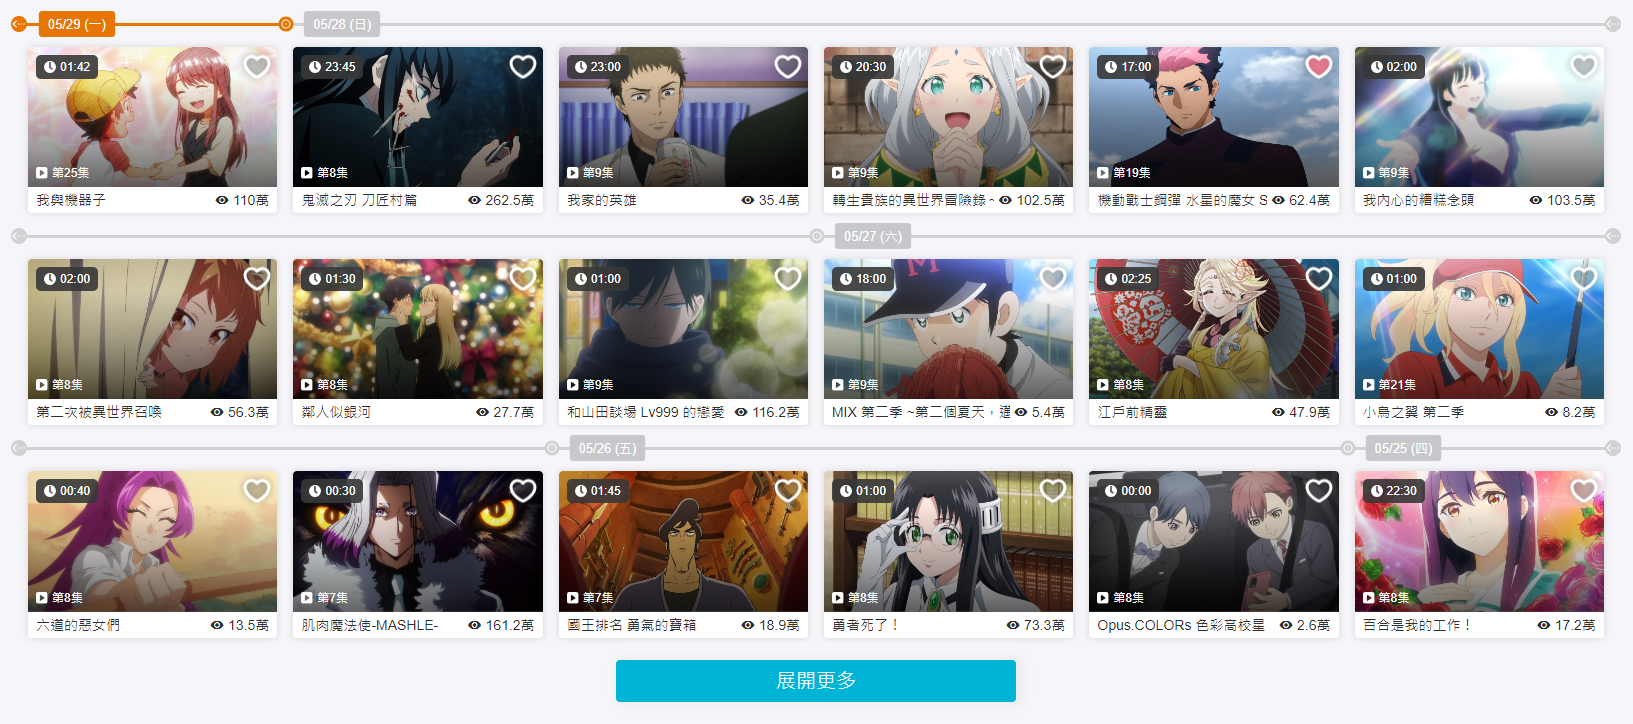 05/29 (一)
05/28 (日)
01:42
第25集
我與機器子
110萬
23:45
第8集
鬼滅之刃 刀匠村篇
262.5萬
23:00
第9集
我家的英雄
35.4萬
20:30
第9集
轉生貴族的異世界冒險錄 ~
102.5萬
17:00
第19集
機動戰士鋼彈 水星的魔女 S
62.4萬
02:00
第9集
我內心的糟糕念頭
103.5萬
05/27 (六)
02:00
第8集
第二次被異世界召喚
56.3萬
01:30
第8集
鄰人似銀河
27.7萬
01:00
第9集
和山田談場 Lv999 的戀愛
116.2萬
M
18:00
第9集
MIX 第二季 ~第二個夏天，
5.4萬
02:25
第8集
江戶前精靈
47.9萬
01:00
第21集
小鳥之翼 第二季
8.2萬
05/26 (五)
05/25 (四)
00:40
第8集
六道的惡女們
13.5萬
00:30
第7集
肌肉魔法使-MASHLE-
161.2萬
01:45
第7集
國王排名 勇氣的寶箱
18.9萬
01:00
第8集
勇者死了！
73.3萬
00:00
第8集
Opus.COLORs 色彩高校星
2.6萬
22:30
第8集
百合是我的工作！
17.2萬
展開更多